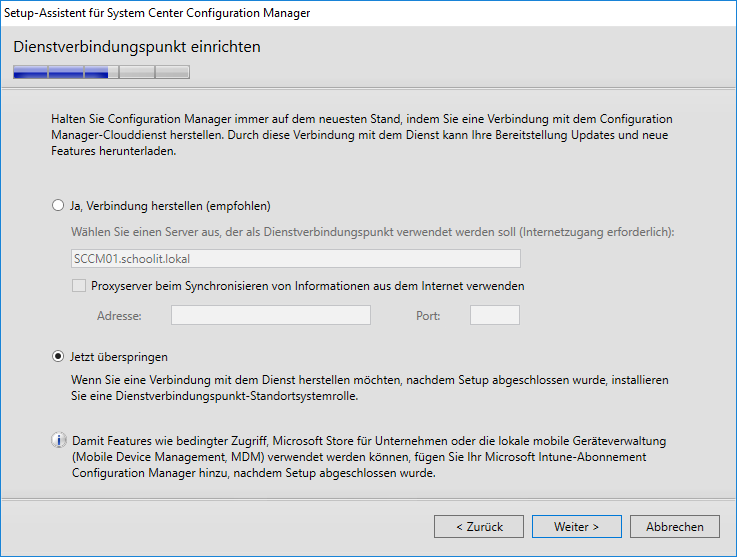 Setup-Assistent für System Center Configuration Manager
Dienstverbindungspunkt einrichten
Halten Sie Configuration Manager immer auf dem neuesten Stand, indem Sie eine Verbindung mit dem Configuration
Manager-Clouddienst herstellen. Durch diese Verbindung mit dem Dienst kann Ihre Bereitstellung Updates und neue
Features herunterladen.
Ja, Verbindung herstellen (empfohlen)
Wählen Sie einen Server aus, der als Dienstverbindungspunkt verwendet werden soll (Internetzugang erforderlich):
SCCM01.schoolit.lokal
Proxyserver beim Synchronisieren von Informationen aus dem Internet verwenden
Adresse: Port:
Jetzt überspringen
Wenn Sie eine Verbindung mit dem Dienst herstellen möchten, nachdem Setup abgeschlossen wurde, installieren
Sie eine Dienstverbindungspunkt-Standortsystemrolle.
Damit Features wie bedingter Zugriff, Microsoft Store für Unternehmen oder die lokale mobile Geräteverwaltung
(Mobile Device Management, MDM) verwendet werden können, fügen Sie Ihr Microsoft Intune-Abonnement
Configuration Manager hinzu, nachdem Setup abgeschlossen wurde.
< Zurück Weiter > Abbrechen